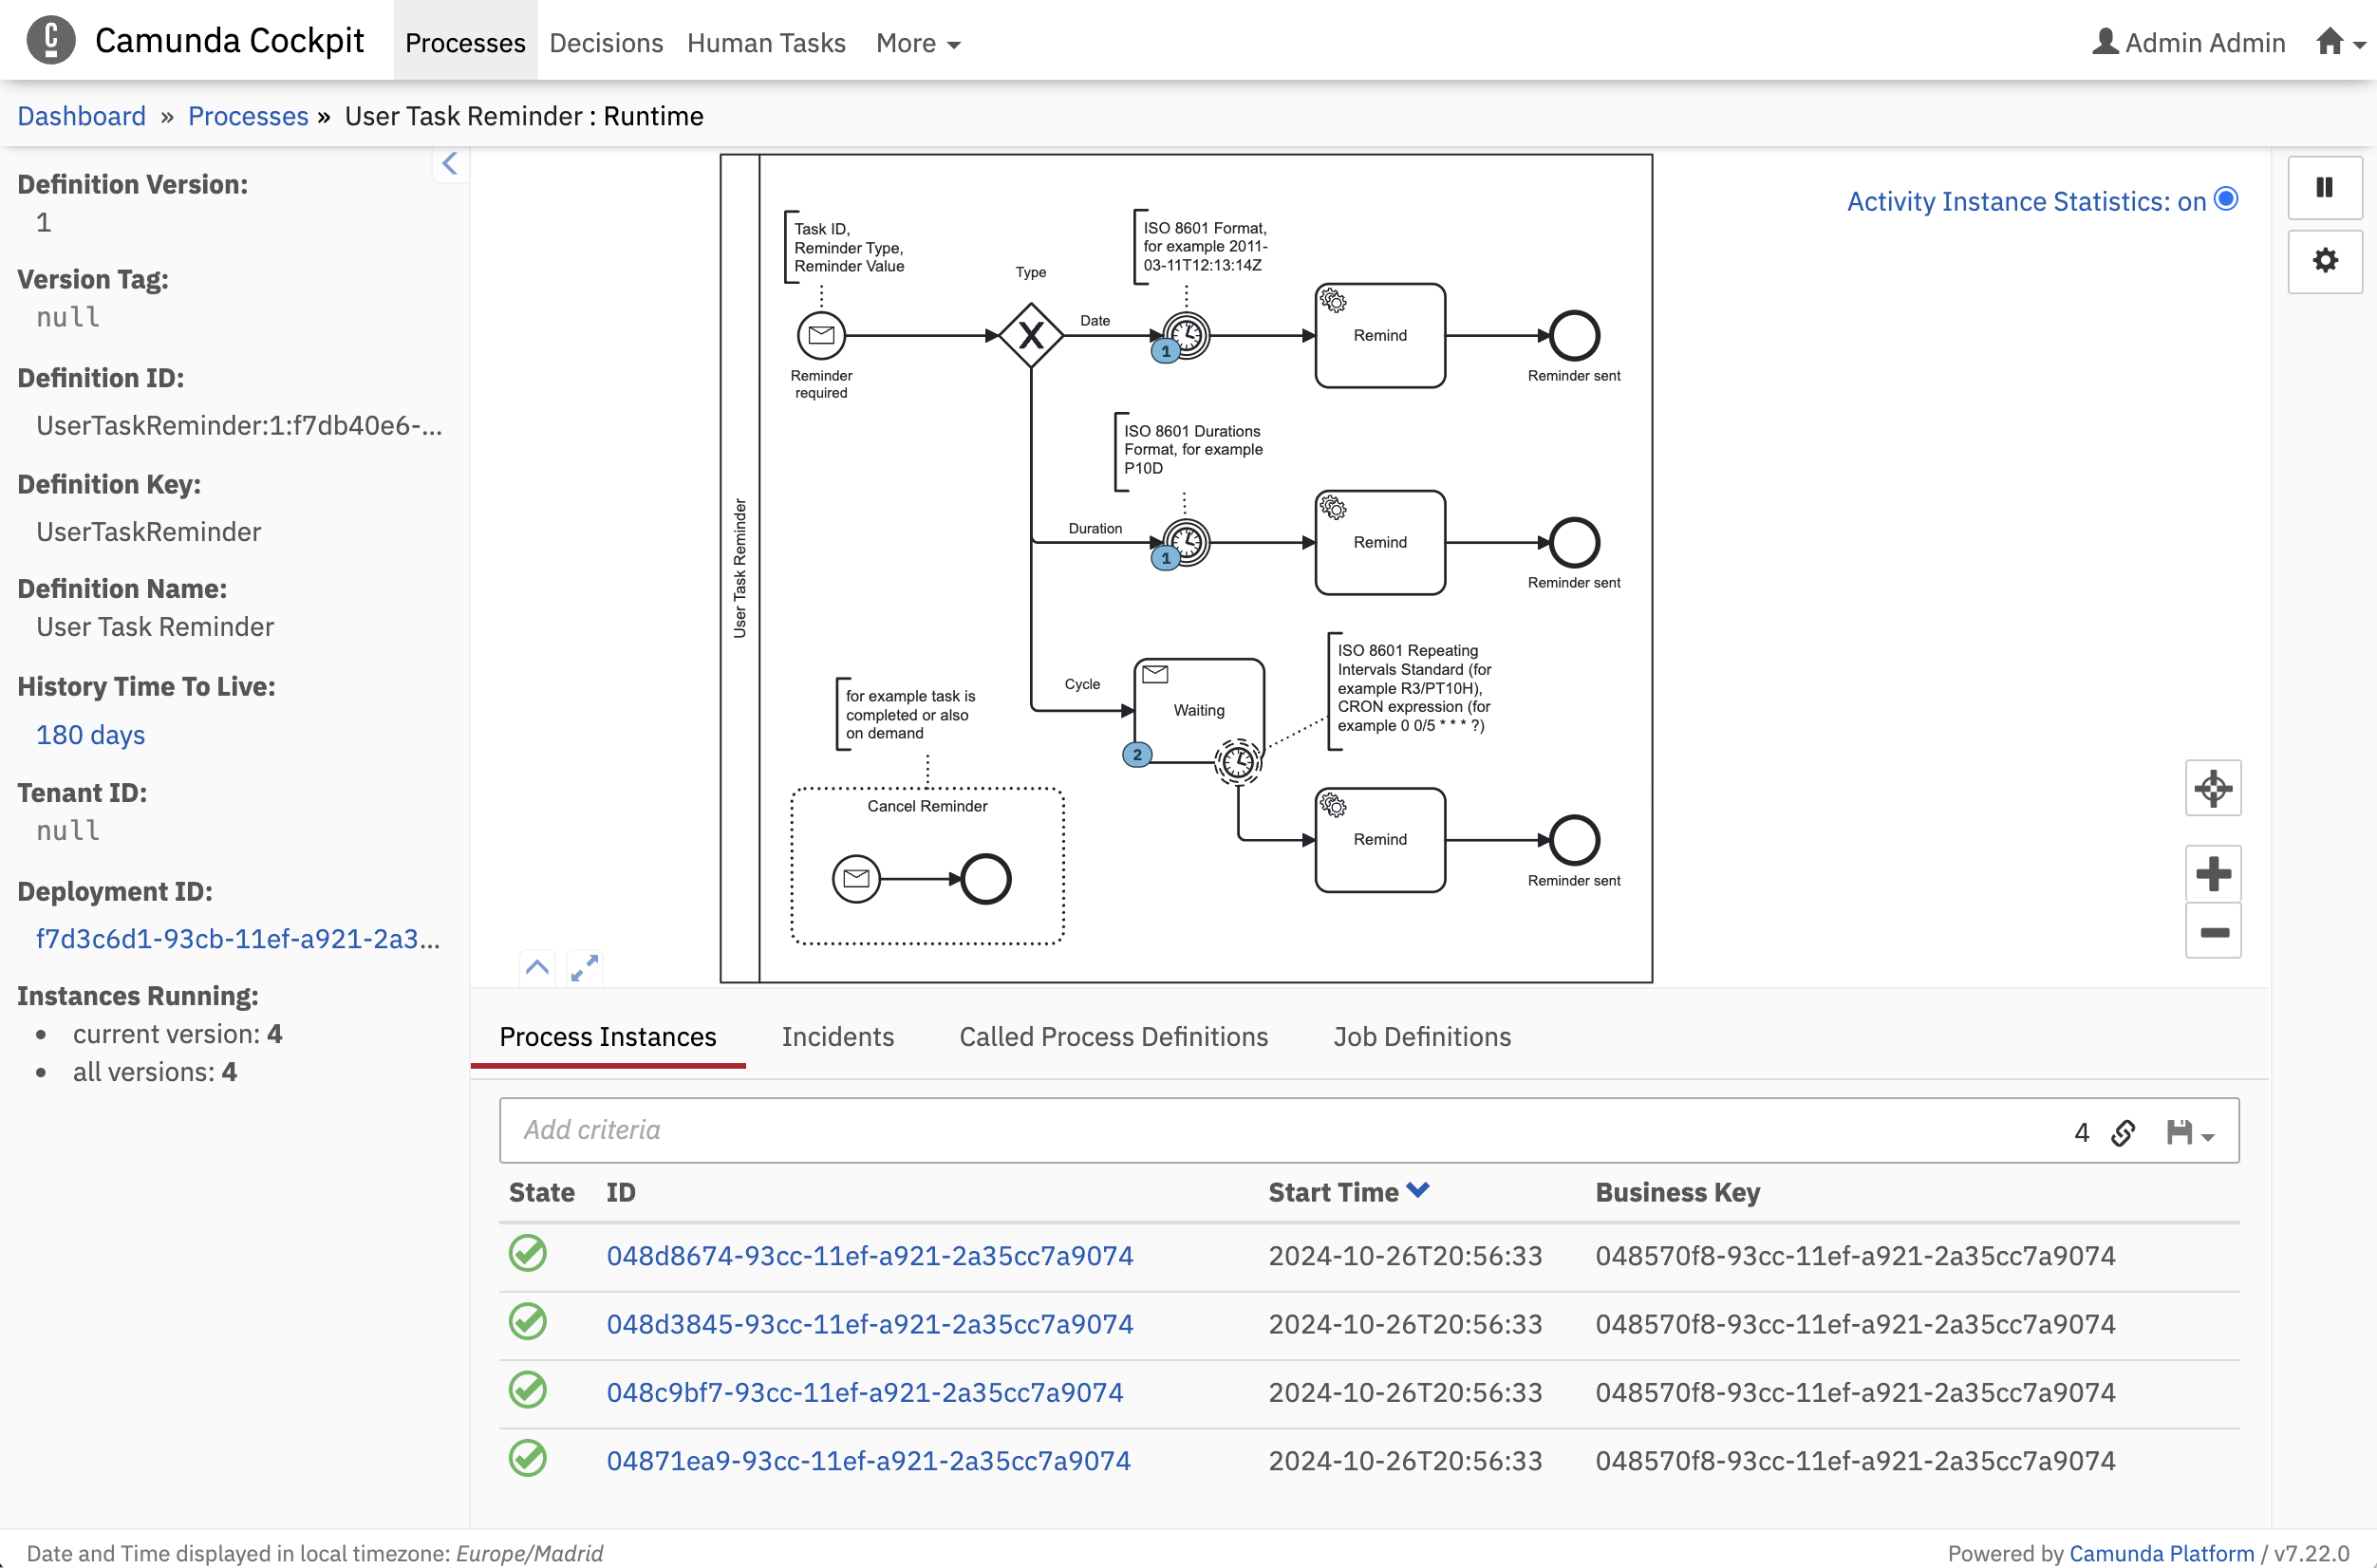 Camunda Cockpit
Processes
Decisions
Human Tasks
More
Admin Admin
Dashboard » Processes » User Task Reminder : Runtime
Definition Version:
1
Version Tag:
null
Definition ID:
UserTaskReminder:1:f7db40e6-...
Definition Key:
UserTaskReminder
Definition Name:
User Task Reminder
History Time To Live:
180 days
Tenant ID:
null
Deployment ID:
f7d3c6d1-93cb-11ef-a921-2a3...
Instances Running:
• current version: 4
• all versions: 4
Activity Instance Statistics: on
User Task Reminder
Task ID,
Reminder Type,
Reminder Value
Reminder
required
Type
Date
ISO 8601 Format,
for example 2011-
03-11T12:13:14Z
1
Remind
Reminder sent
ISO 8601 Durations
Format, for example
P10D
Duration
1
Remind
Reminder sent
Cycle
Waiting
2
ISO 8601 Repeating
Intervals Standard (for
example R3/PT10H),
CRON expression (for
example 0 0/5 * * * ?)
Remind
Reminder sent
for example task is
completed or also
on demand
Cancel Reminder
Process Instances
Incidents
Called Process Definitions
Job Definitions
Add criteria
4
State ID Start Time Business Key
048d8674-93cc-11ef-a921-2a35cc7a9074 2024-10-26T20:56:33 048570f8-93cc-11ef-a921-2a35cc7a9074
048d3845-93cc-11ef-a921-2a35cc7a9074 2024-10-26T20:56:33 048570f8-93cc-11ef-a921-2a35cc7a9074
048c9bf7-93cc-11ef-a921-2a35cc7a9074 2024-10-26T20:56:33 048570f8-93cc-11ef-a921-2a35cc7a9074
04871ea9-93cc-11ef-a921-2a35cc7a9074 2024-10-26T20:56:33 048570f8-93cc-11ef-a921-2a35cc7a9074
Date and Time displayed in local timezone: Europe/Madrid
Powered by Camunda Platform / v7.22.0